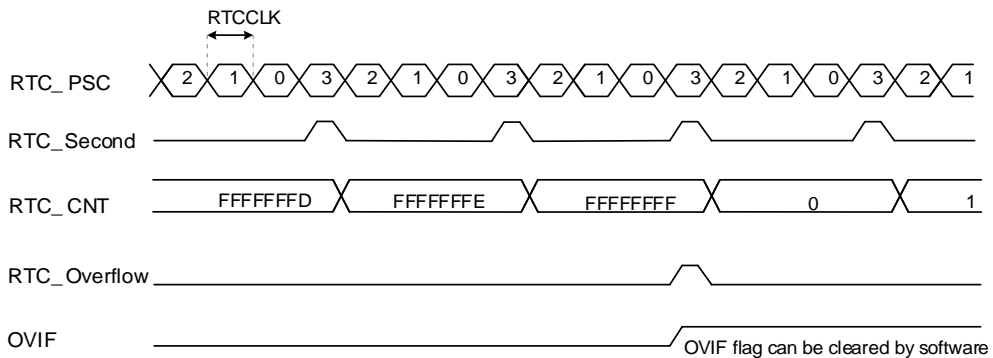 RTCCLK
RTC_PSC 2 1 0 3 2 1 0 3 2 1 0 3 2 1 0 3 2 1
RTC_Second
RTC_CNT FFFFFFFD FFFFFFFE FFFFFFFF 0 1
RTC_Overflow
OVIF
OVIF flag can be cleared by software